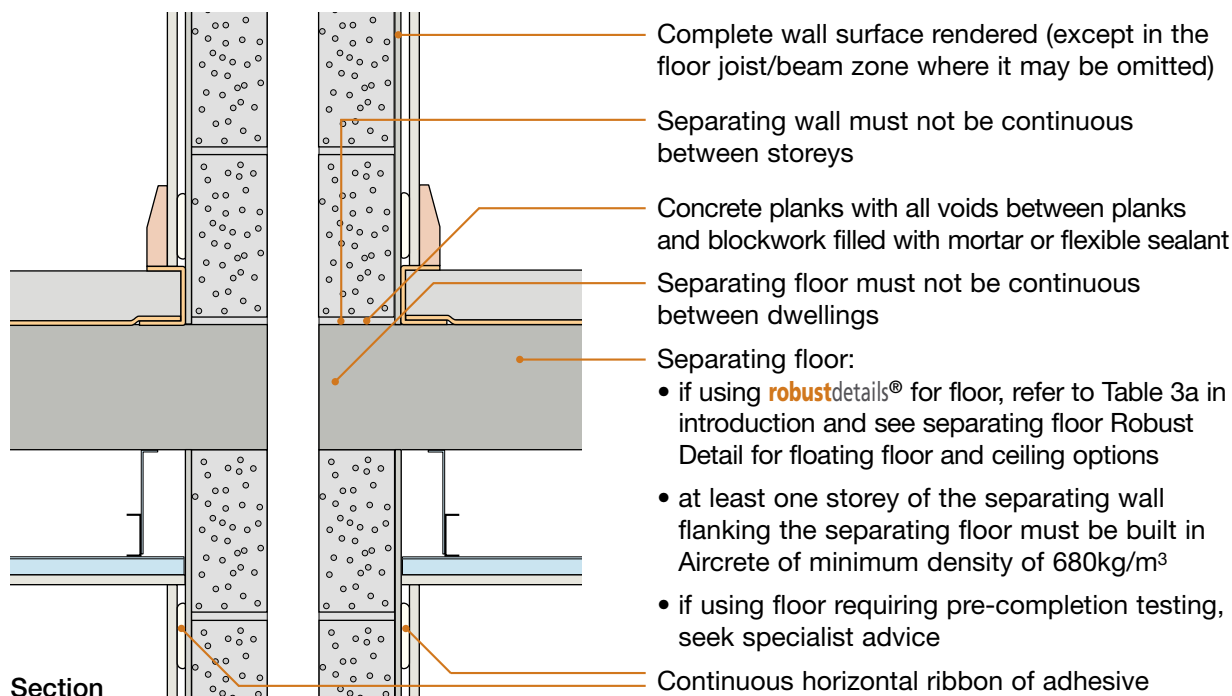 Complete wall surface rendered (except in the
floor joist/beam zone where it may be omitted)
Separating wall must not be continuous
between storeys
Concrete planks with all voids between planks
and blockwork filled with mortar or flexible sealant
Separating floor must not be continuous
between dwellings
Separating floor:
• if using robustdetails® for floor, refer to Table 3a in
introduction and see separating floor Robust
Detail for floating floor and ceiling options
• at least one storey of the separating wall
flanking the separating floor must be built in
Aircrete of minimum density of 680kg/m³
• if using floor requiring pre-completion testing,
seek specialist advice
Continuous horizontal ribbon of adhesive
Section